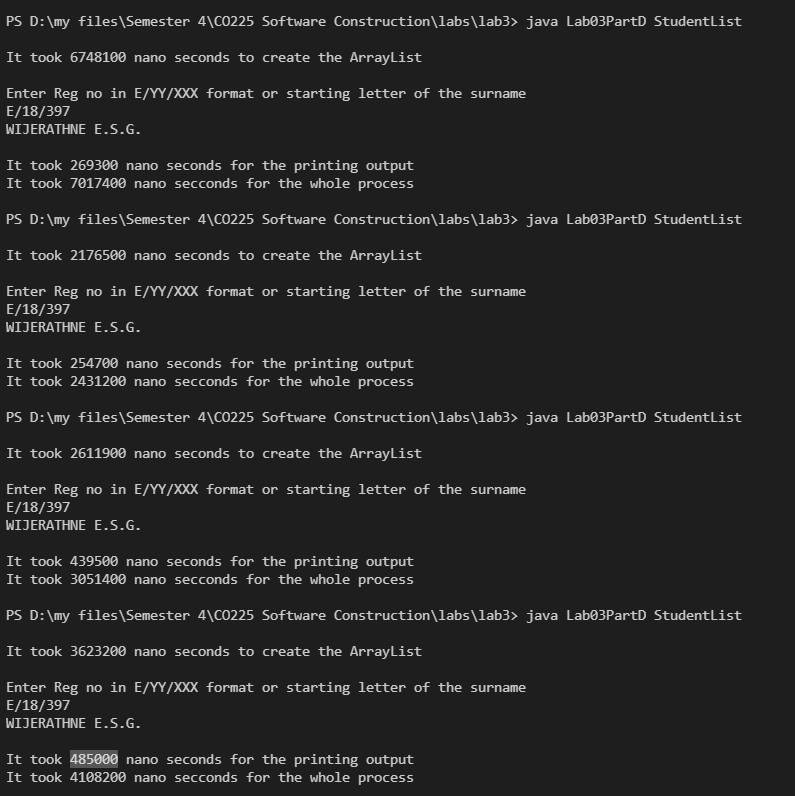 PS D:\my files\Semester 4\CO225 Software Construction\labs\lab3> java Lab03PartD StudentList
It took 6748100 nano seconds to create the ArrayList
Enter Reg no in E/YY/XXX format or starting letter of the surname
E/18/397
WIJERATHNE E.S.G.
It took 269300 nano seconds for the printing output
It took 7017400 nano secconds for the whole process
PS D:\my files\Semester 4\CO225 Software Construction\labs\lab3> java Lab03PartD StudentList
It took 2176500 nano seconds to create the ArrayList
Enter Reg no in E/YY/XXX format or starting letter of the surname
E/18/397
WIJERATHNE E.S.G.
It took 254700 nano seconds for the printing output
It took 2431200 nano secconds for the whole process
PS D:\my files\Semester 4\CO225 Software Construction\labs\lab3> java Lab03PartD StudentList
It took 2611900 nano seconds to create the ArrayList
Enter Reg no in E/YY/XXX format or starting letter of the surname
E/18/397
WIJERATHNE E.S.G.
It took 439500 nano seconds for the printing output
It took 3051400 nano secconds for the whole process
PS D:\my files\Semester 4\CO225 Software Construction\labs\lab3> java Lab03PartD StudentList
It took 3623200 nano seconds to create the ArrayList
Enter Reg no in E/YY/XXX format or starting letter of the surname
E/18/397
WIJERATHNE E.S.G.
It took 485000 nano seconds for the printing output
It took 4108200 nano secconds for the whole process